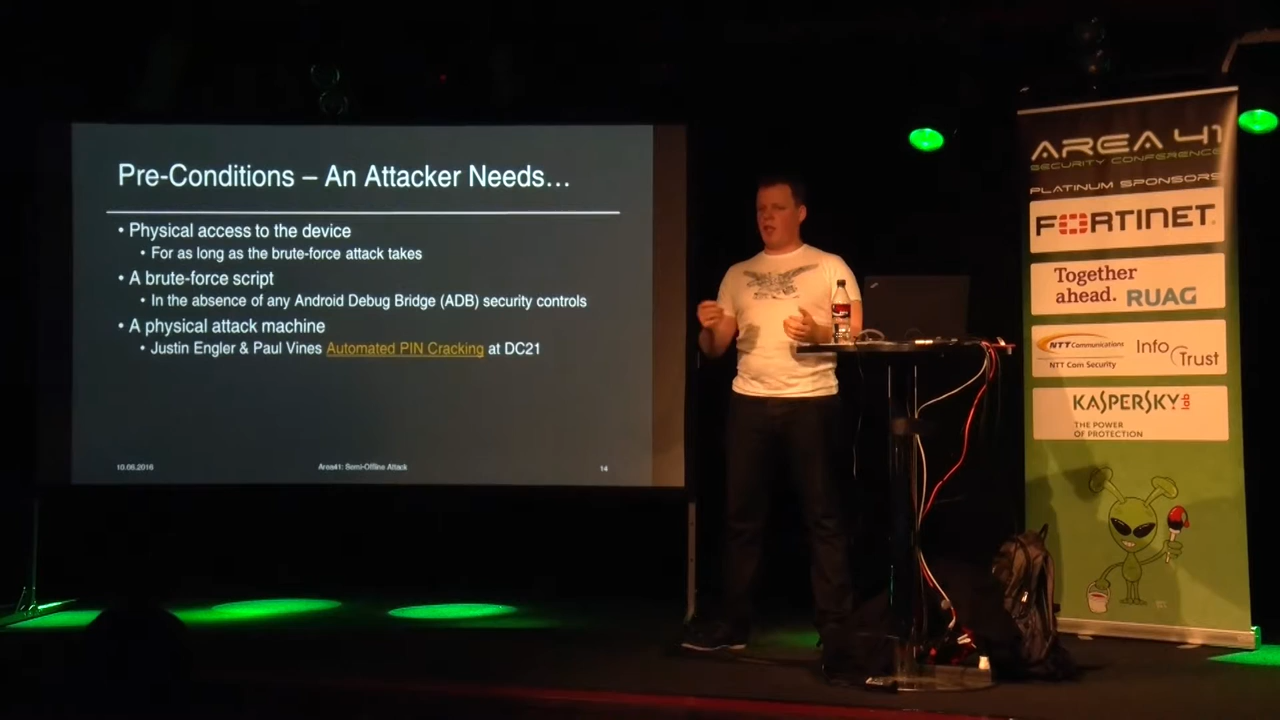 Pre-Conditions – An Attacker Needs…
• Physical access to the device
• For as long as the brute-force attack takes
• A brute-force script
• In the absence of any Android Debug Bridge (ADB) security controls
• A physical attack machine
• Justin Engler & Paul Vines Automated PIN Cracking at DC21
10.06.2016
Area41: Semi-Offline Attack
14
AREA 41
SECURITY CONFERENCE
PLATINUM SPONSORS
FORTINET
Together
ahead. RUAG
NTT Communications
NTT Com Security
Info
Trust
KASPERSKY lab
THE POWER
OF PROTECTION